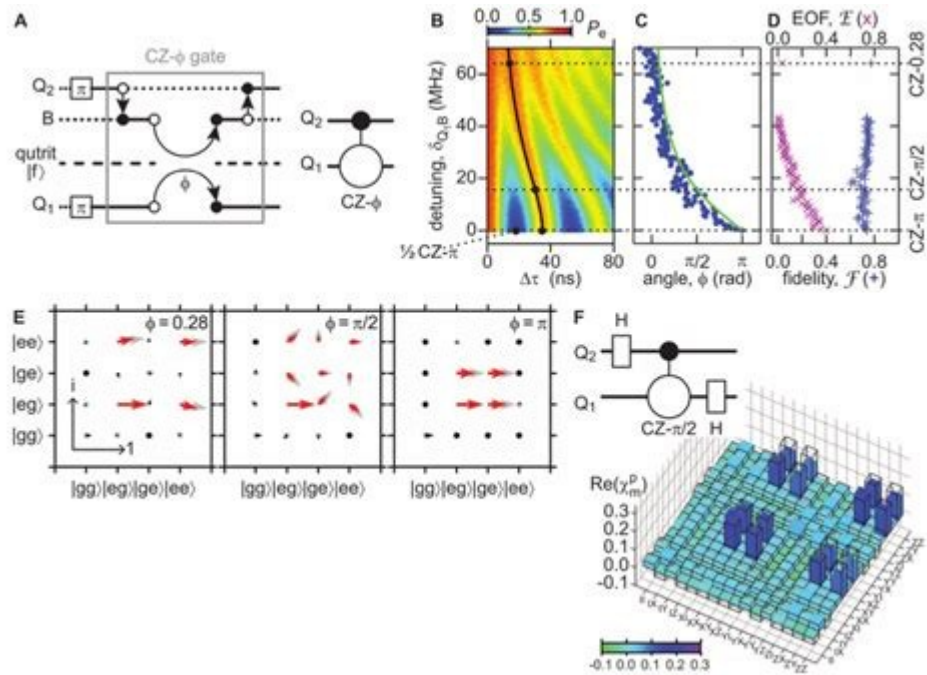 A
CZ-ϕ gate
Q₂
π
B
qutrit
|f⟩
ϕ
Q₁
π
Q₂
Q₁
CZ-ϕ
B
0.0 0.5 1.0
Pₑ
detuning, δ_Q₁B (MHz)
60
40
20
0
½ CZ-π
0 40 80
Δτ (ns)
C
0 π/2 π
angle, ϕ (rad)
D
EOF, ℰ (x)
0.0 0.4 0.8
CZ-0.28
CZ-π/2
CZ-π
0.0 0.4 0.8
fidelity, ℱ (+)
E
ϕ = 0.28
ϕ = π/2
ϕ = π
|ee⟩
|ge⟩
|eg⟩
|gg⟩
i
1
|gg⟩|eg⟩|ge⟩|ee⟩
|gg⟩|eg⟩|ge⟩|ee⟩
|gg⟩|eg⟩|ge⟩|ee⟩
F
H
Q₂
Q₁
CZ-π/2
H
Re(χᵖₘ)
0.3
0.2
0.1
0.0
-0.1
-0.1 0.0 0.1 0.2 0.3